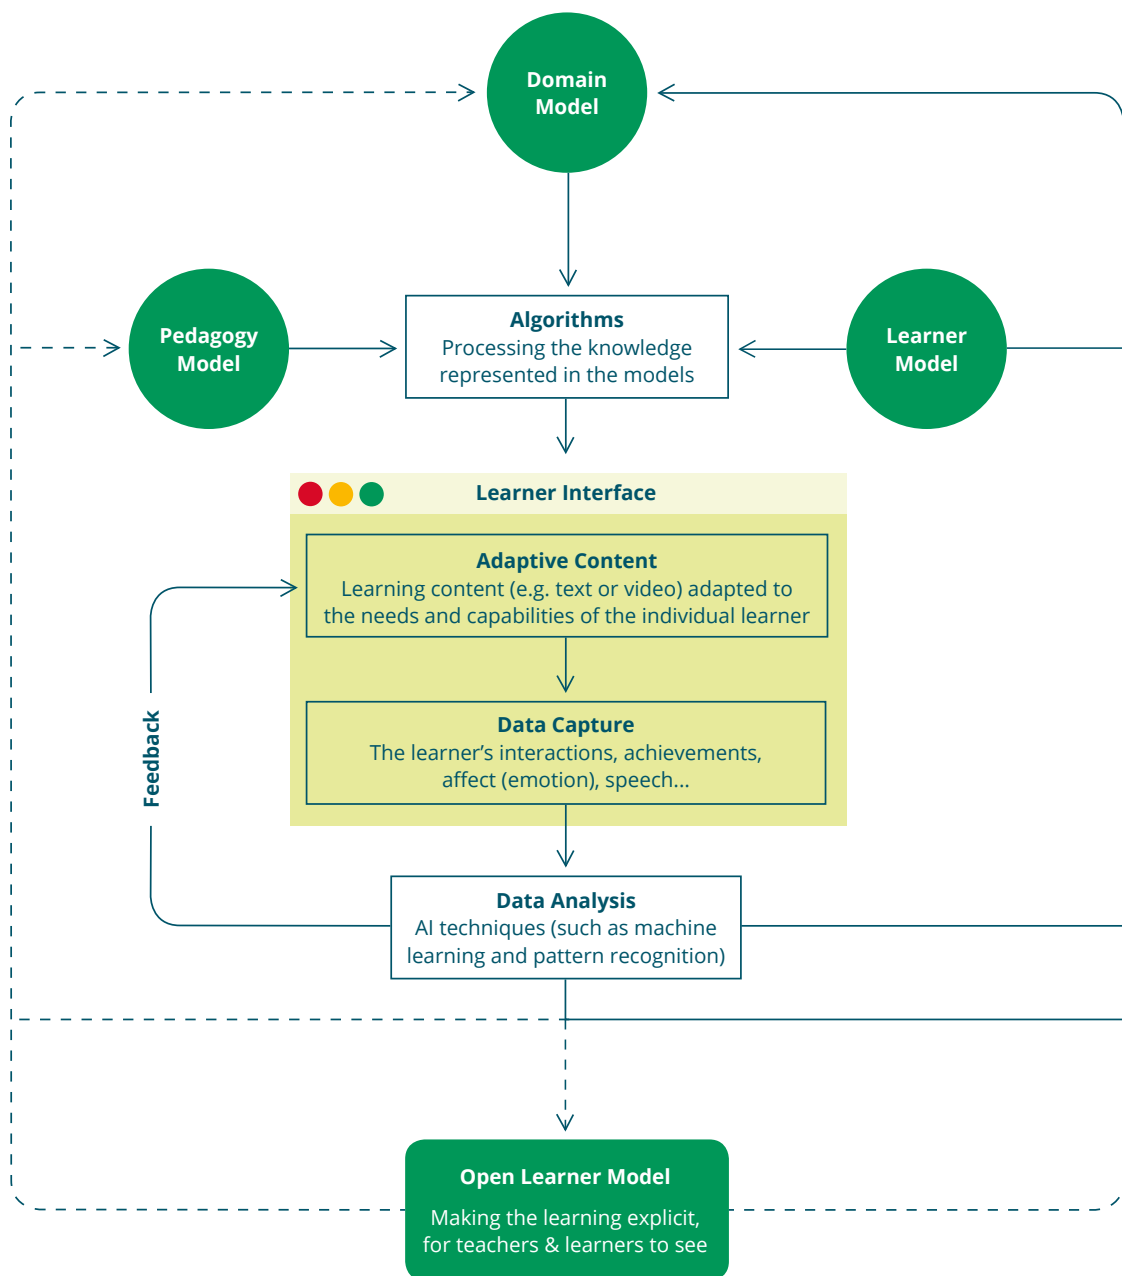 Domain
Model
Pedagogy
Model
Algorithms
Processing the knowledge
represented in the models
Learner
Model
Learner Interface
Adaptive Content
Learning content (e.g. text or video) adapted to
the needs and capabilities of the individual learner
Feedback
Data Capture
The learner’s interactions, achievements,
affect (emotion), speech...
Data Analysis
AI techniques (such as machine
learning and pattern recognition)
Open Learner Model
Making the learning explicit,
for teachers & learners to see